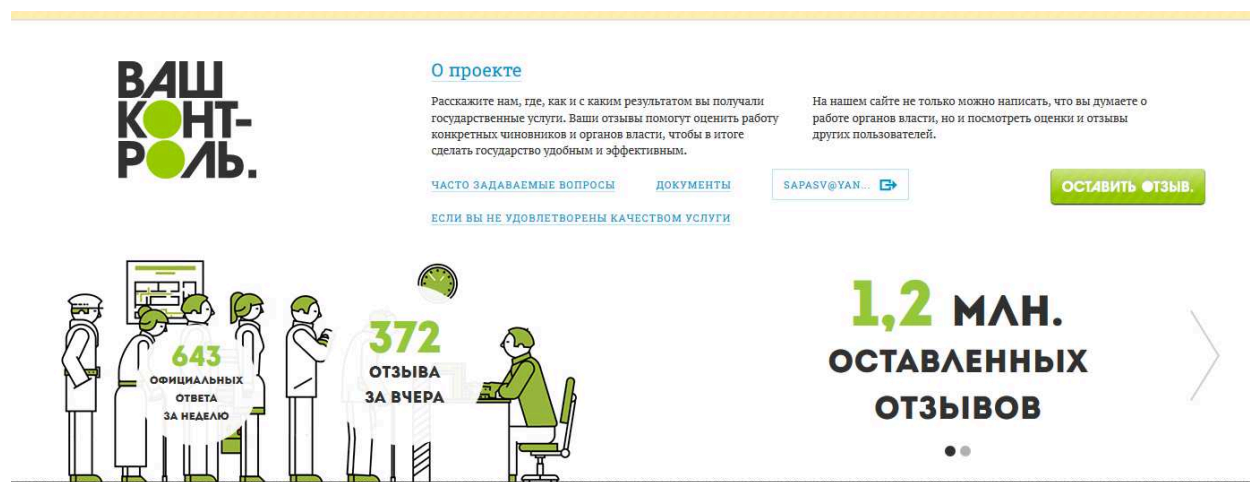 ВАШ
КОНТ-
РОЛЬ.
О проекте
Расскажите нам, где, как и с каким результатом вы получали
государственные услуги. Ваши отзывы помогут оценить работу
конкретных чиновников и органов власти, чтобы в итоге
сделать государство удобным и эффективным.
На нашем сайте не только можно написать, что вы думаете о
работе органов власти, но и посмотреть оценки и отзывы
других пользователей.
ЧАСТО ЗАДАВАЕМЫЕ ВОПРОСЫ
ДОКУМЕНТЫ
SAPASV@YAN...
ОСТАВИТЬ ОТЗЫВ.
ЕСЛИ ВЫ НЕ УДОВЛЕТВОРЕНЫ КАЧЕСТВОМ УСЛУГИ
643
ОФИЦИАЛЬНЫХ
ОТВЕТА
ЗА НЕДЕЛЮ
372
ОТЗЫВА
ЗА ВЧЕРА
1,2 МЛН.
ОСТАВЛЕННЫХ
ОТЗЫВОВ